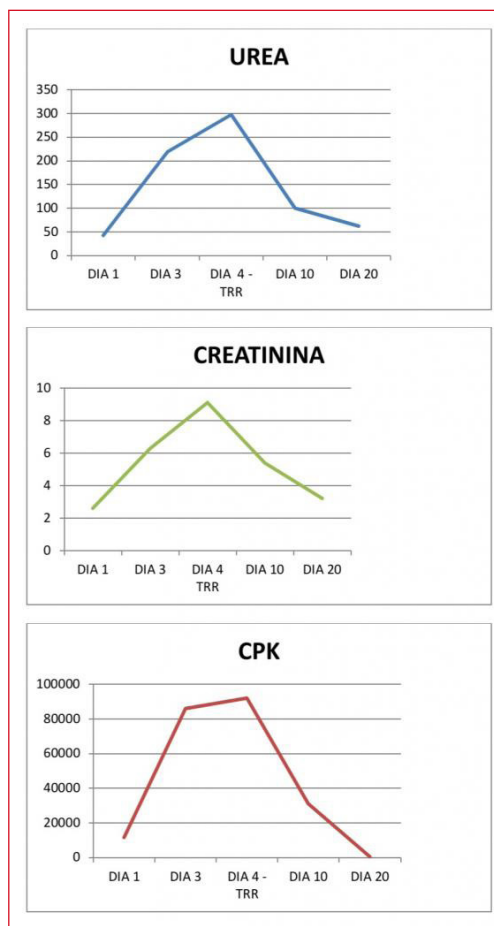 UREA
350
300
250
200
150
100
50
0
DIA 1 DIA 3 DIA 4 - DIA 10 DIA 20
TRR
CREATININA
10
8
6
4
2
0
DIA 1 DIA 3 DIA 4 DIA 10 DIA 20
TRR
CPK
100000
80000
60000
40000
20000
0
DIA 1 DIA 3 DIA 4 - DIA 10 DIA 20
TRR